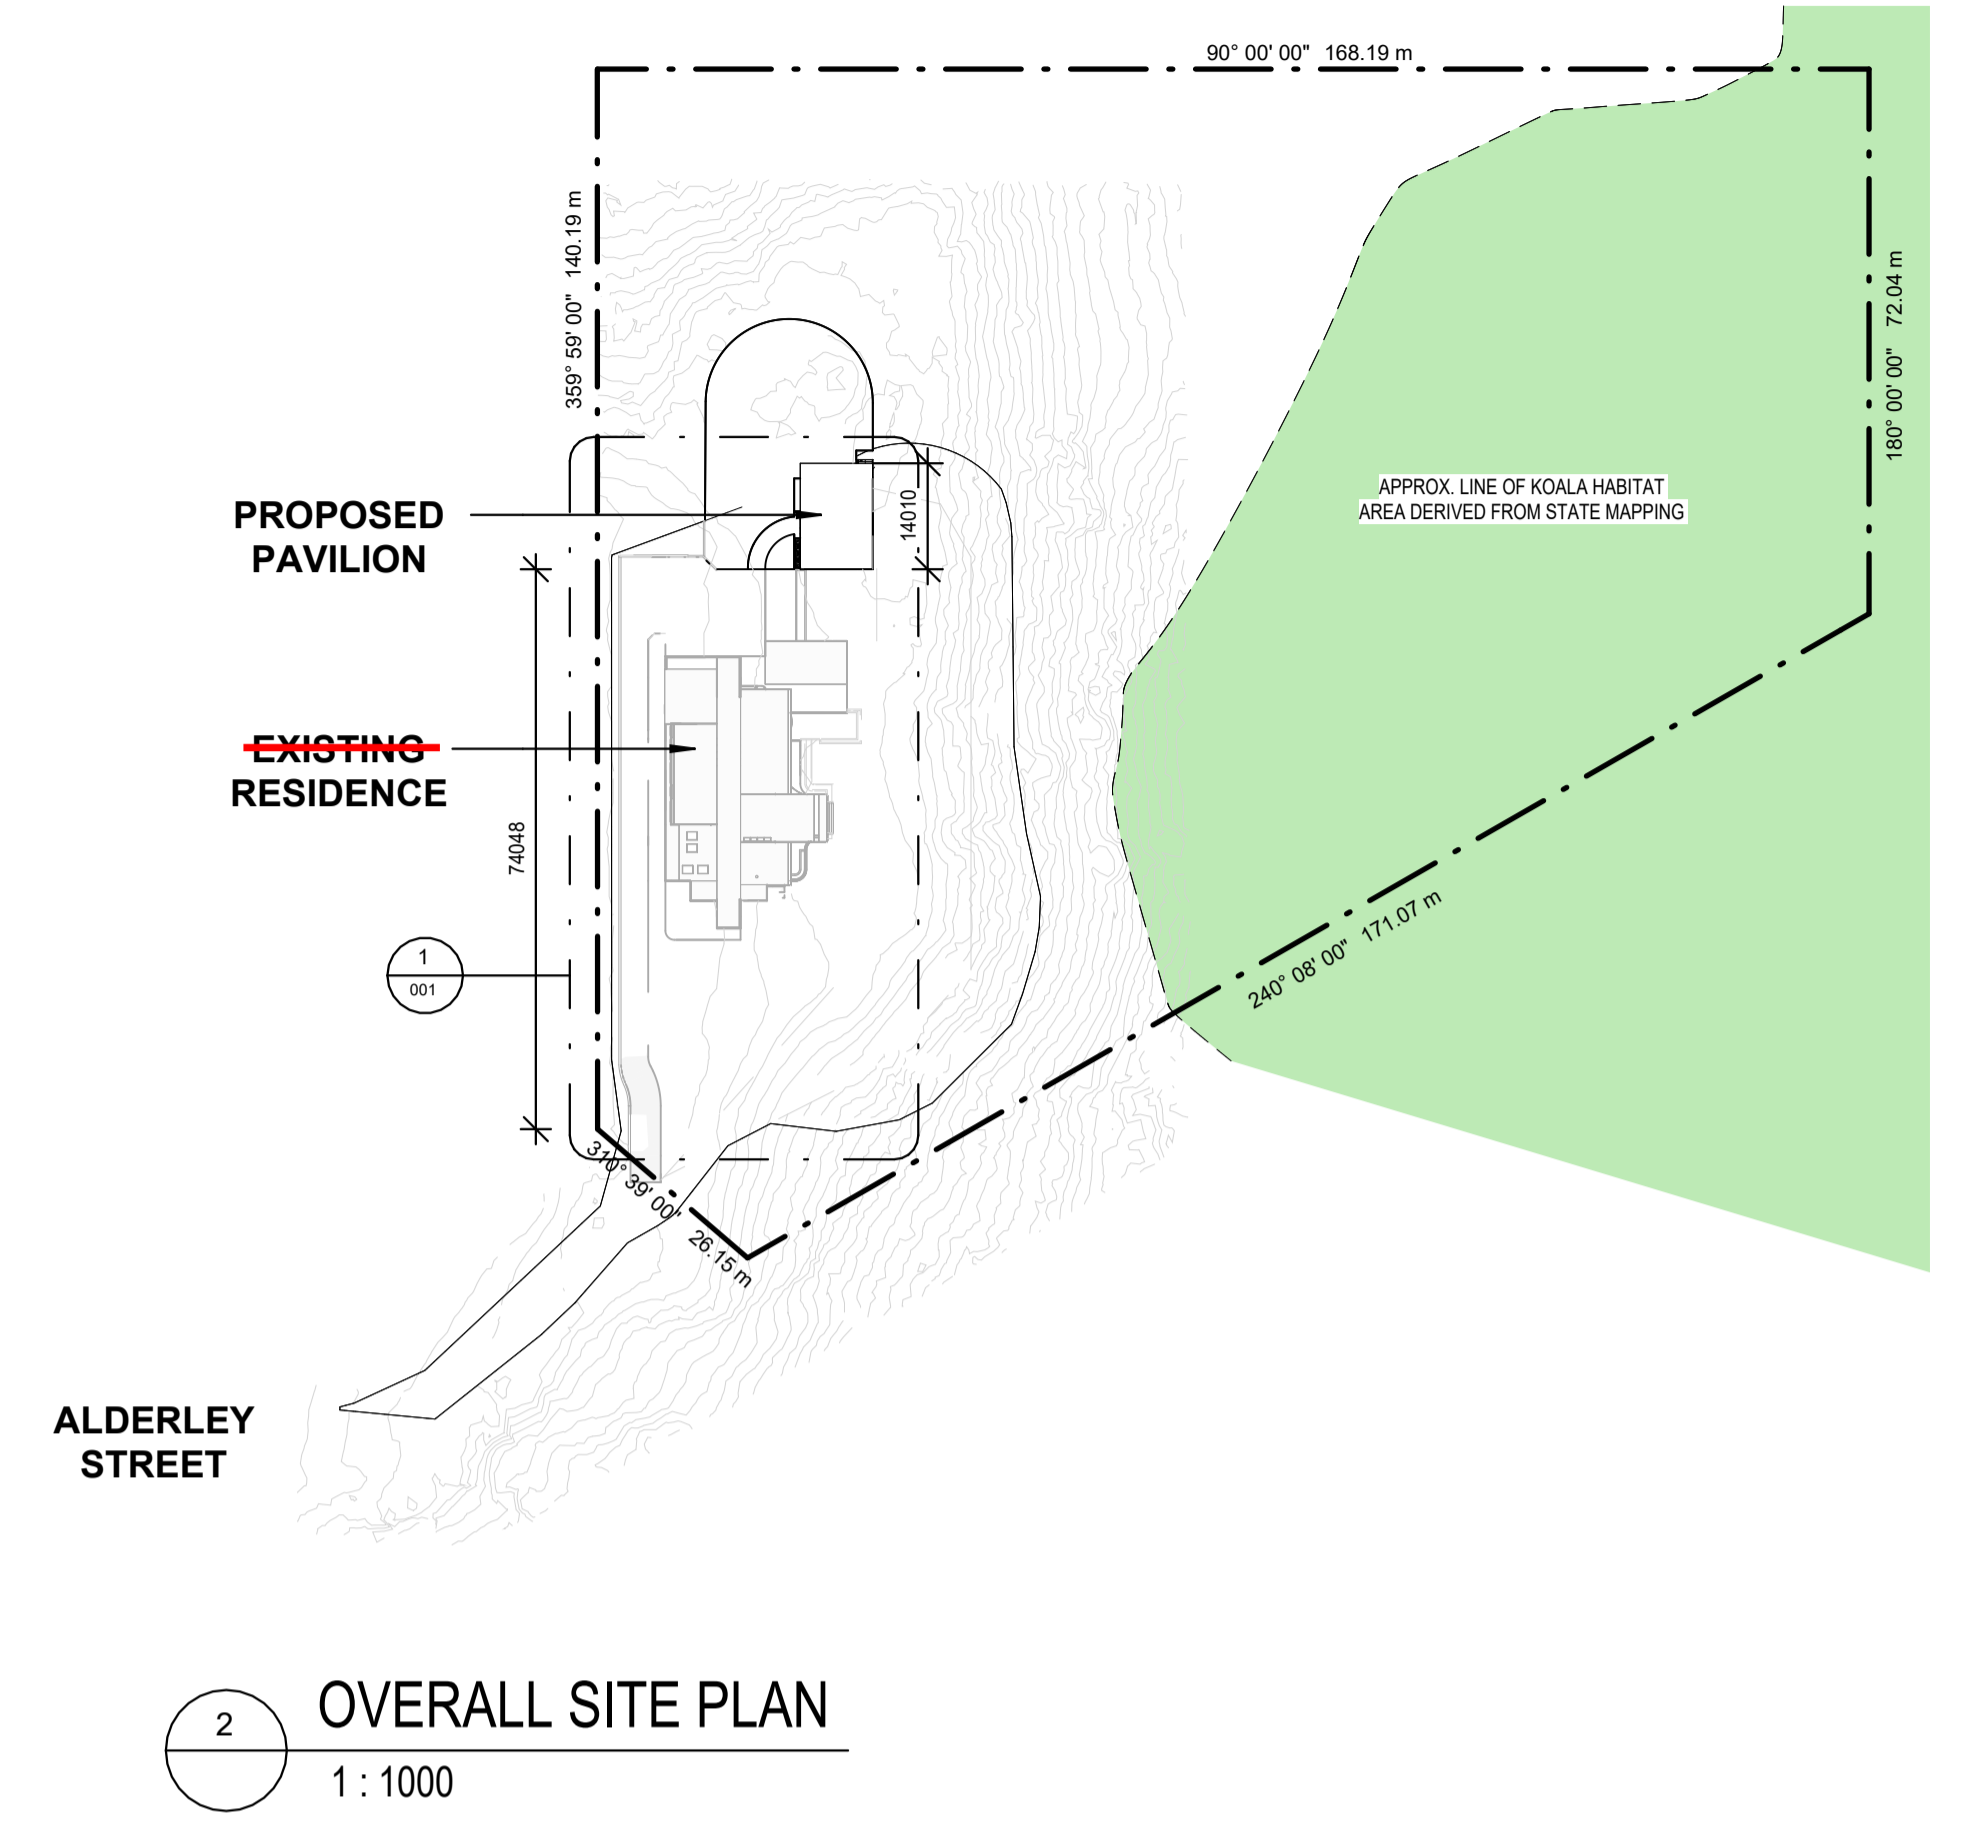 90° 00' 00" 168.19 m
359° 59' 00" 140.19 m
180° 00' 00" 72.04 m
APPROX. LINE OF KOALA HABITAT
AREA DERIVED FROM STATE MAPPING
PROPOSED
PAVILION
14010
EXISTING
RESIDENCE
74048
240° 08' 00" 171.07 m
1
001
310° 39' 00" 26.15 m
ALDERLEY
STREET
2
OVERALL SITE PLAN
1 : 1000